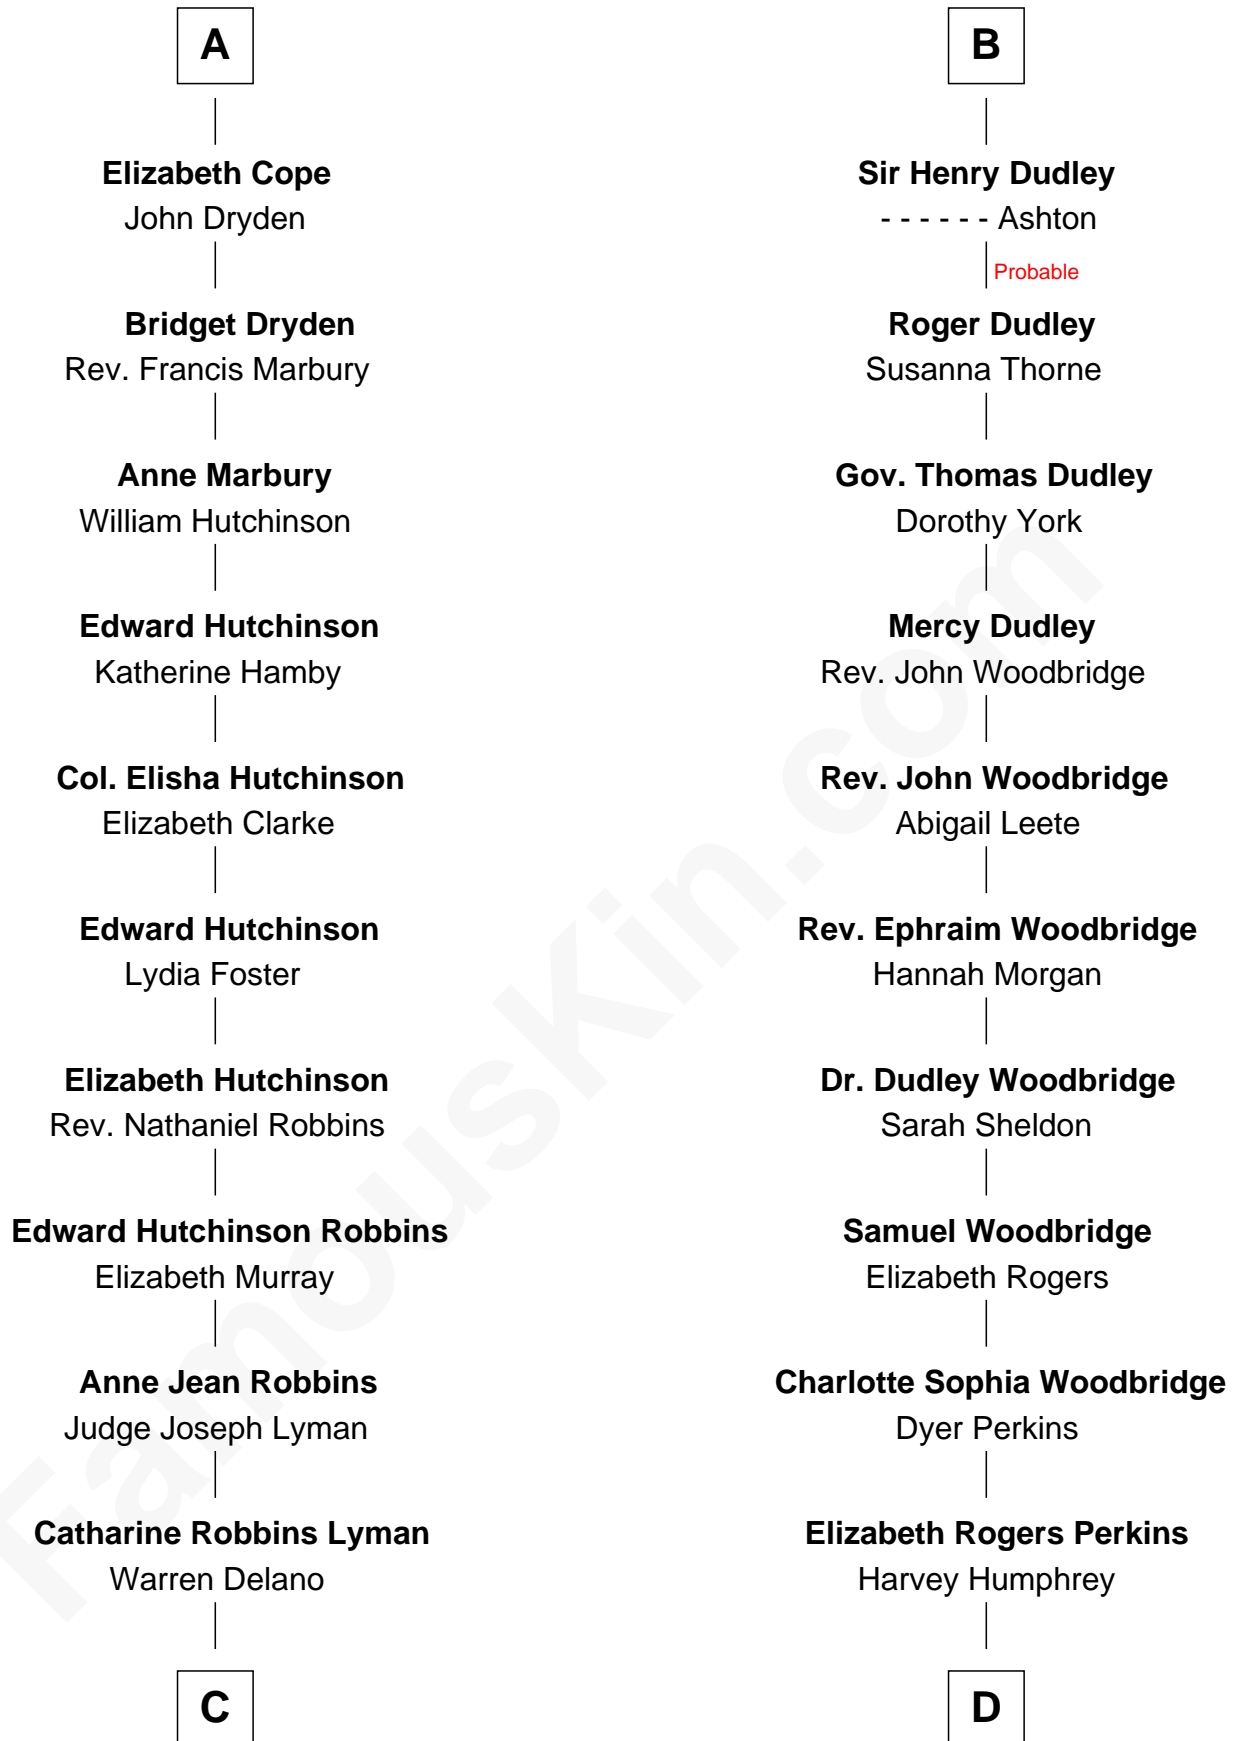 A
Elizabeth Cope
John Dryden
Bridget Dryden
Rev. Francis Marbury
Anne Marbury
William Hutchinson
Edward Hutchinson
Katherine Hamby
Col. Elisha Hutchinson
Elizabeth Clarke
Edward Hutchinson
Lydia Foster
Elizabeth Hutchinson
Rev. Nathaniel Robbins
Edward Hutchinson Robbins
Elizabeth Murray
Anne Jean Robbins
Judge Joseph Lyman
Catharine Robbins Lyman
Warren Delano
C
B
Sir Henry Dudley
- - - - - - Ashton
Probable
Roger Dudley
Susanna Thorne
Gov. Thomas Dudley
Dorothy York
Mercy Dudley
Rev. John Woodbridge
Rev. John Woodbridge
Abigail Leete
Rev. Ephraim Woodbridge
Hannah Morgan
Dr. Dudley Woodbridge
Sarah Sheldon
Samuel Woodbridge
Elizabeth Rogers
Charlotte Sophia Woodbridge
Dyer Perkins
Elizabeth Rogers Perkins
Harvey Humphrey
D
FamousKin.com